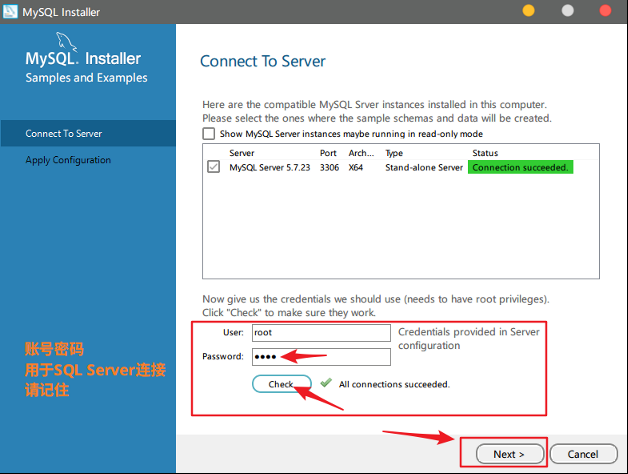 MySQL Installer
MySQL. Installer
Samples and Examples
Connect To Server
Apply Configuration
账号密码
用于SQL Server连接
请记住
Connect To Server
Here are the compatible MySQL Srver instances installed in this computer.
Please select the ones where the sample schemas and data will be created.
Show MySQL Server instances maybe running in read-only mode
Server Port Arch... Type Status
MySQL Server 5.7.23 3306 X64 Stand-alone Server Connection succeeded.
Now give us the credentials we should use (needs to have root privileges).
Click "Check" to make sure they work.
User: root
Credentials provided in Server
configuration
Password: ●●●●
Check
All connections succeeded.
Next >
Cancel